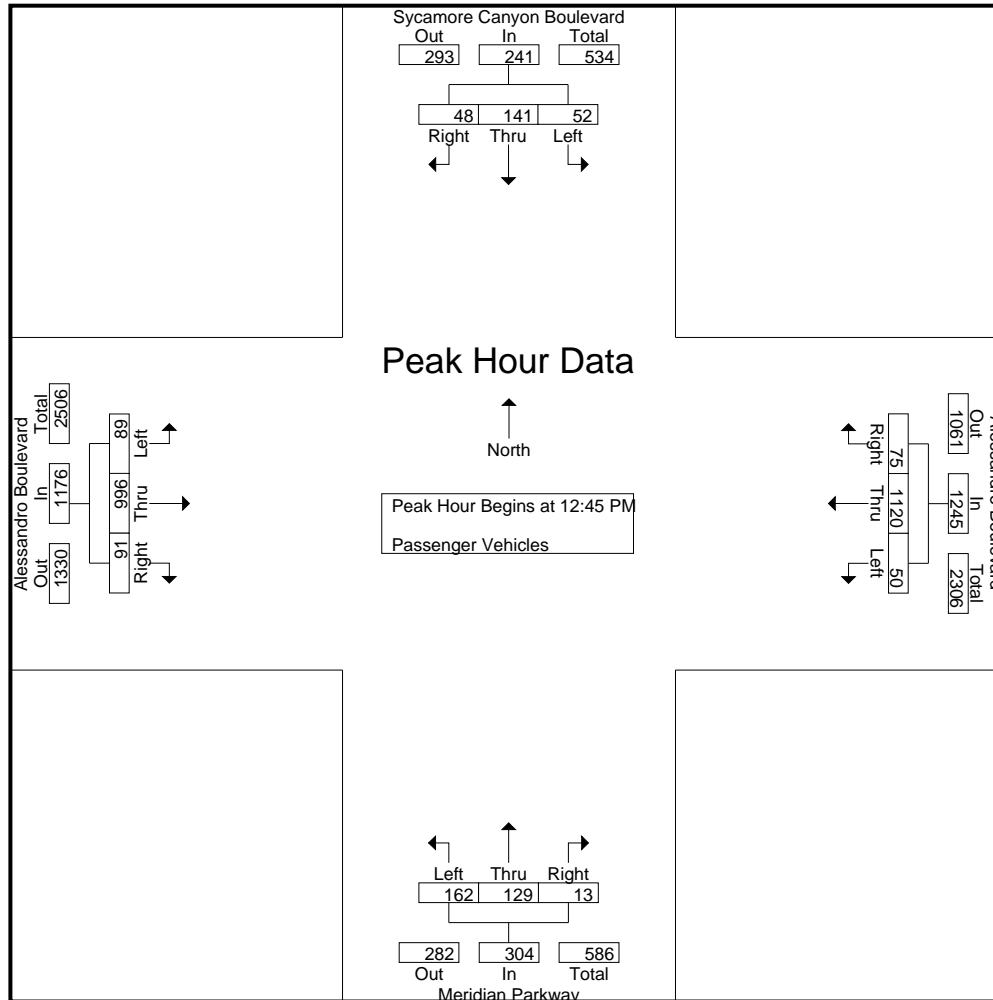 Sycamore Canyon Boulevard
Out In Total
293 241 534
48 141 52
Right Thru Left
Peak Hour Data
North
Peak Hour Begins at 12:45 PM
Passenger Vehicles
Alessandro Boulevard
Total In Out
2506 1176 1330
89 996 91
Left Thru Right
Right Thru Left
75 1120 50
Out In Total
1061 1245 2306
Left Thru Right
162 129 13
282 304 586
Out In Total
Meridian Parkway